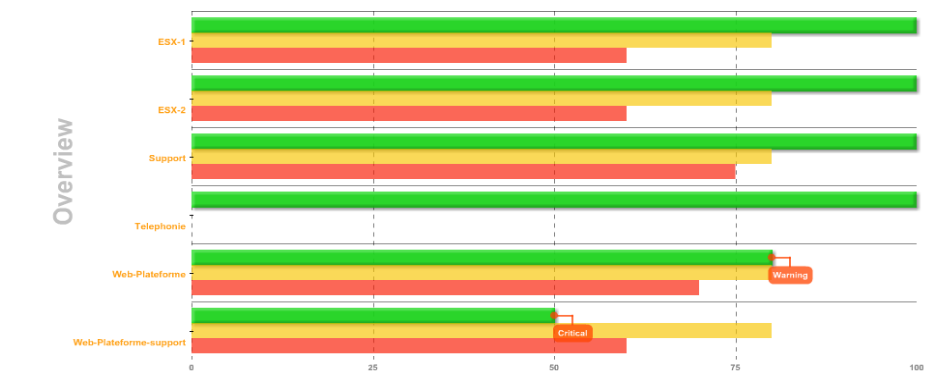 Overview
ESX-1
ESX-2
Support
Telephonie
Web-Plateforme
Warning
Web-Plateforme-support
Critical
0 25 50 75 100